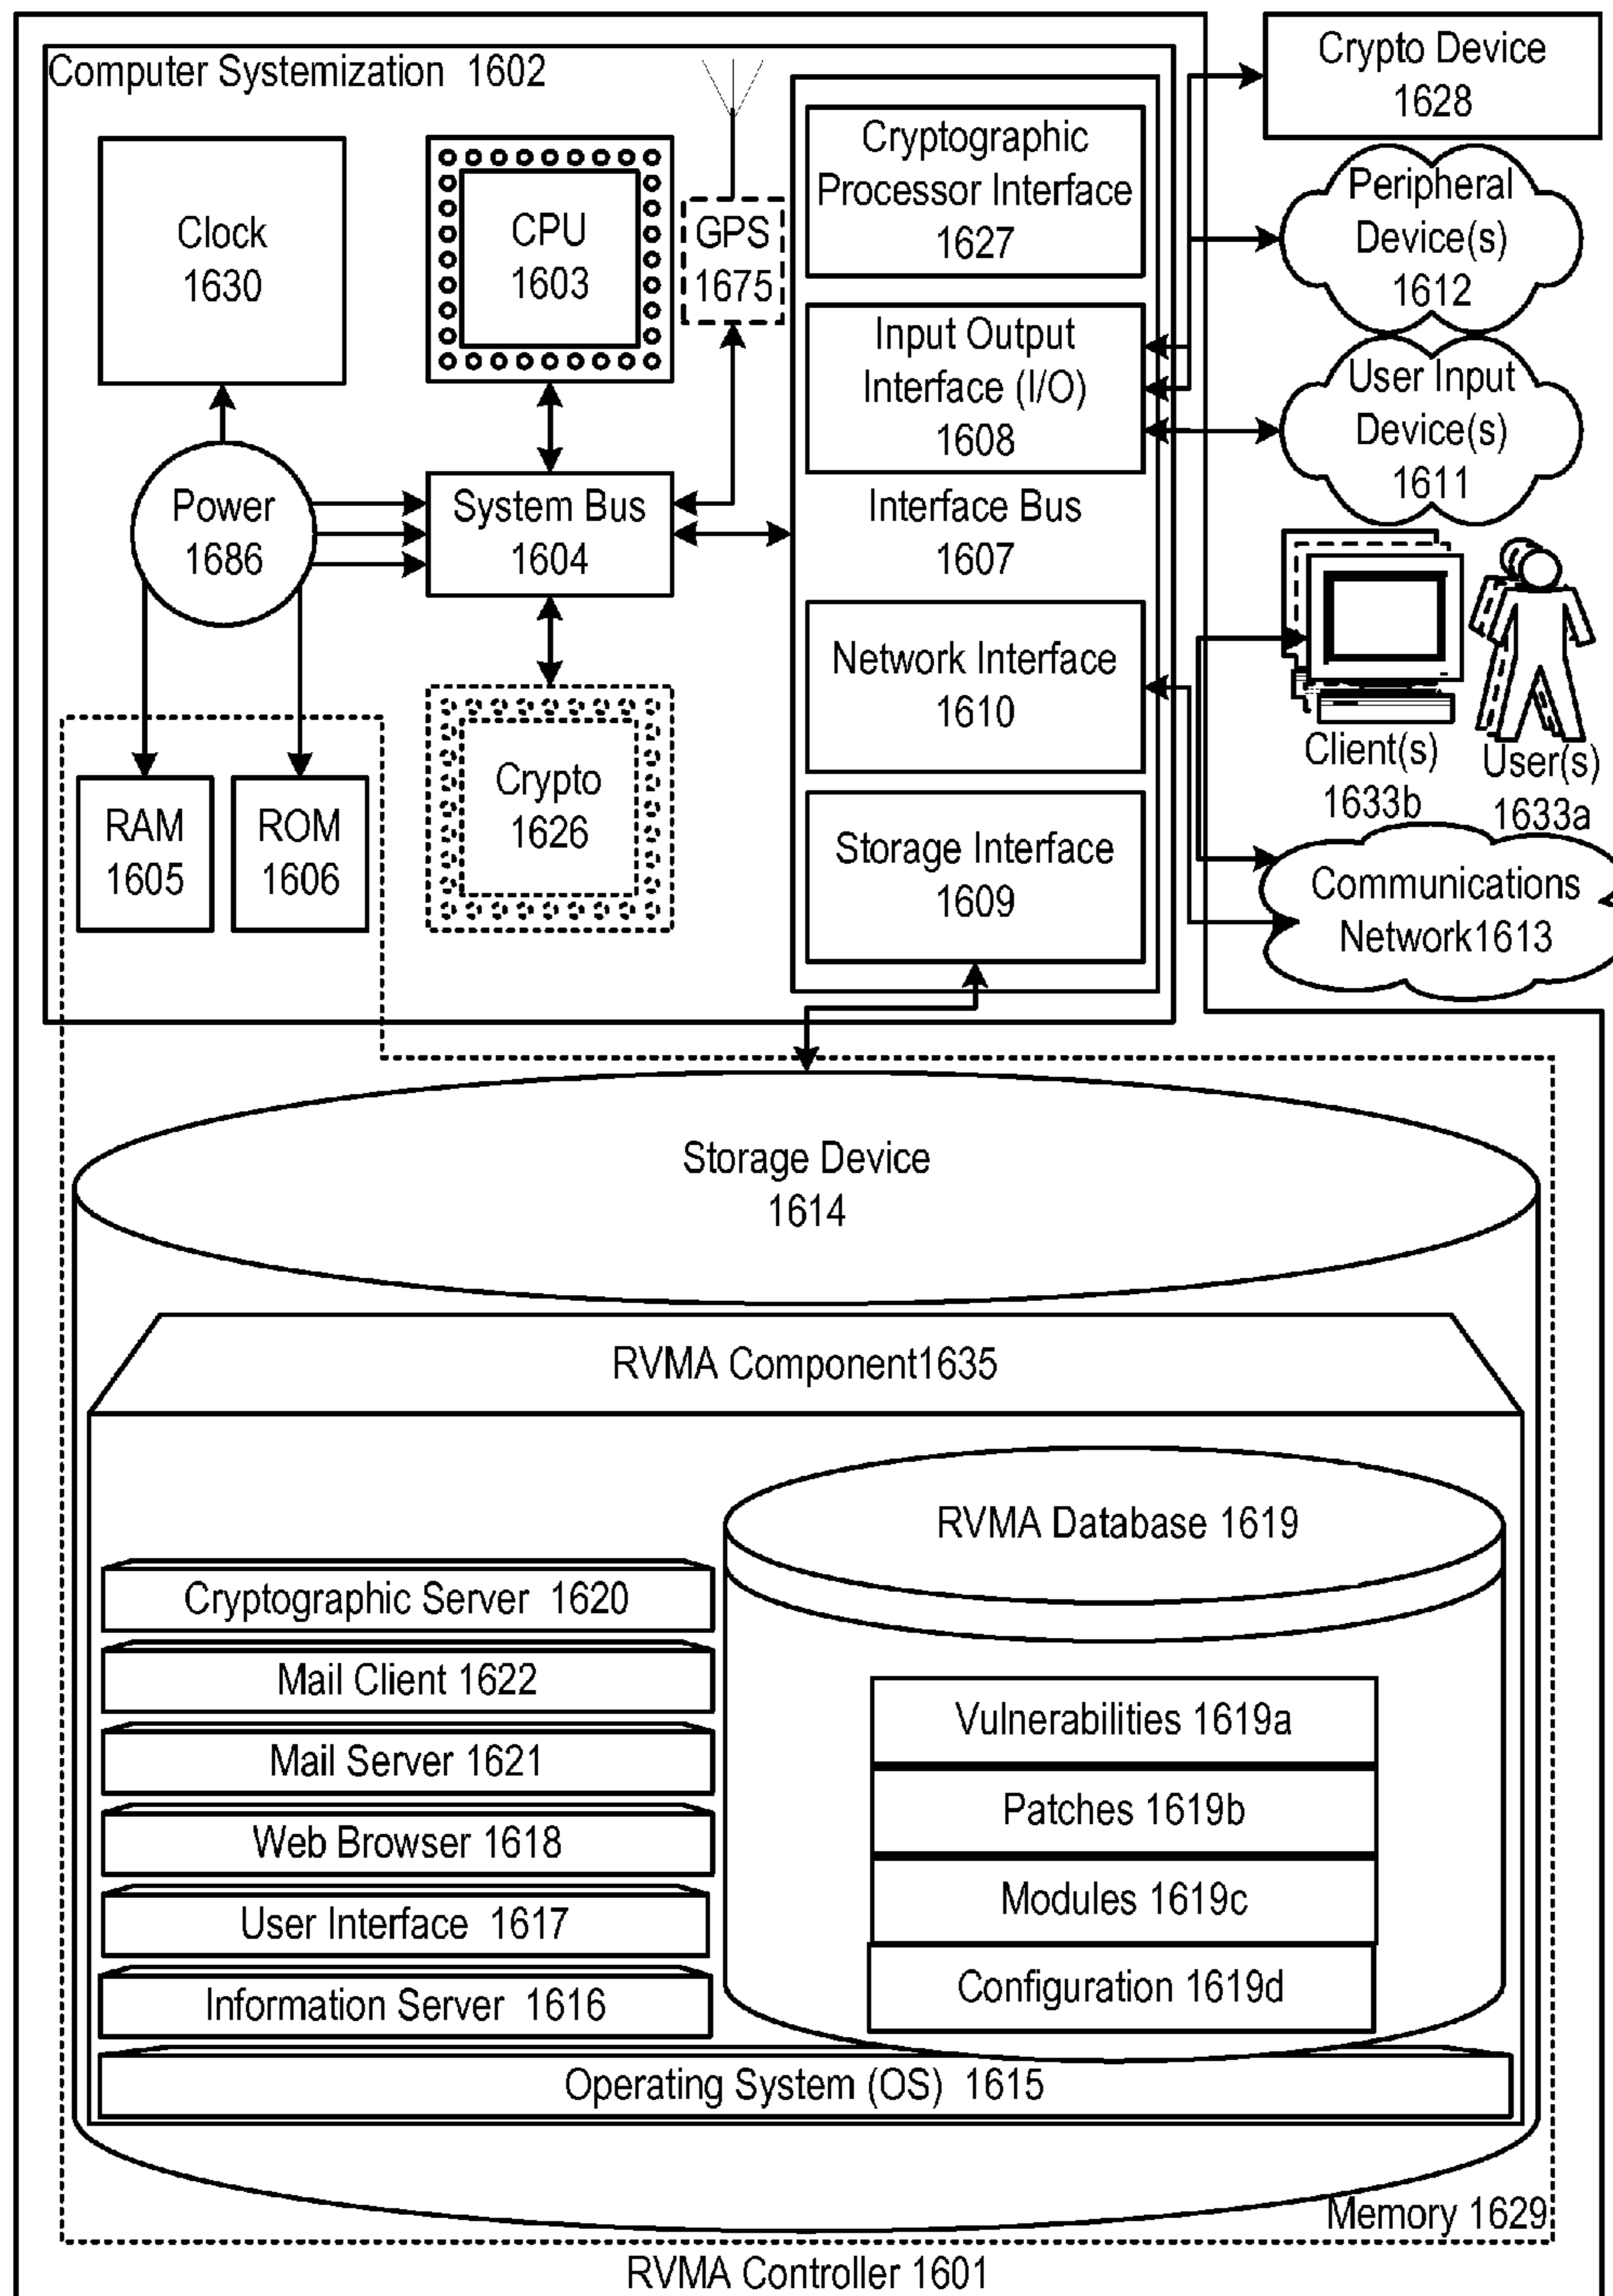 Computer Systemization 1602
Clock
1630
CPU
1603
GPS
1675
Power
1686
System Bus
1604
RAM
1605
ROM
1606
Crypto
1626
Cryptographic
Processor Interface
1627
Input Output
Interface (I/O)
1608
Interface Bus
1607
Network Interface
1610
Storage Interface
1609
Crypto Device
1628
Peripheral
Device(s)
1612
User Input
Device(s)
1611
Client(s)
1633b
User(s)
1633a
Communications
Network1613
Storage Device
1614
RVMA Component1635
RVMA Database 1619
Cryptographic Server 1620
Mail Client 1622
Mail Server 1621
Web Browser 1618
User Interface 1617
Information Server 1616
Vulnerabilities 1619a
Patches 1619b
Modules 1619c
Configuration 1619d
Operating System (OS) 1615
Memory 1629
RVMA Controller 1601